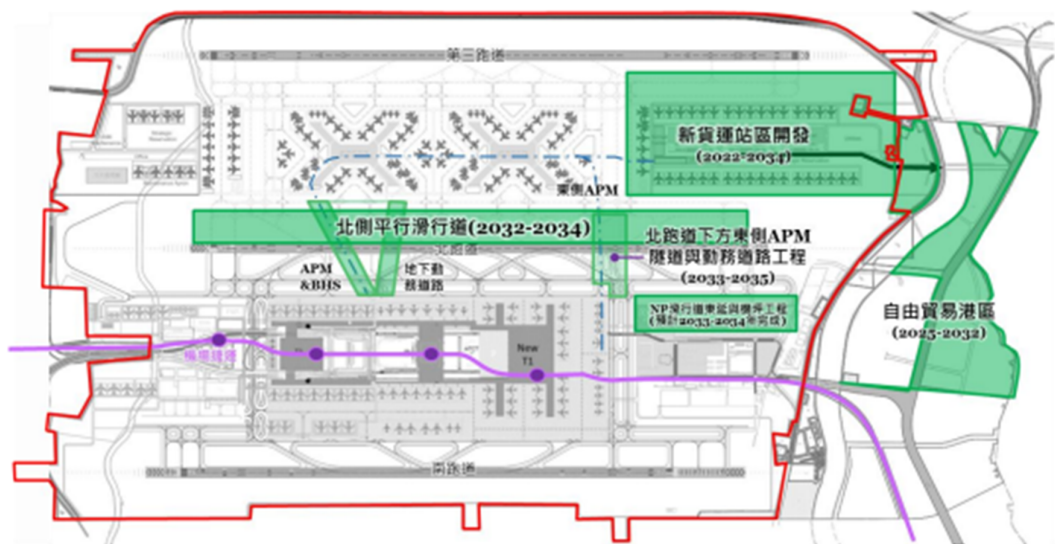 第三跑道
新貨運站區開發
(2022-2034)
東側APM
北側平行滑行道(2032-2034)
北跑道
北跑道下方東側APM
隧道與勤務道路工程
(2033-2035)
APM
&BHS
地下勤
務道路
NP滑行道東延與機坪工程
(預計2033-2034年完成)
自由貿易港區
(2025-2032)
機場捷運
New
T1
南跑道